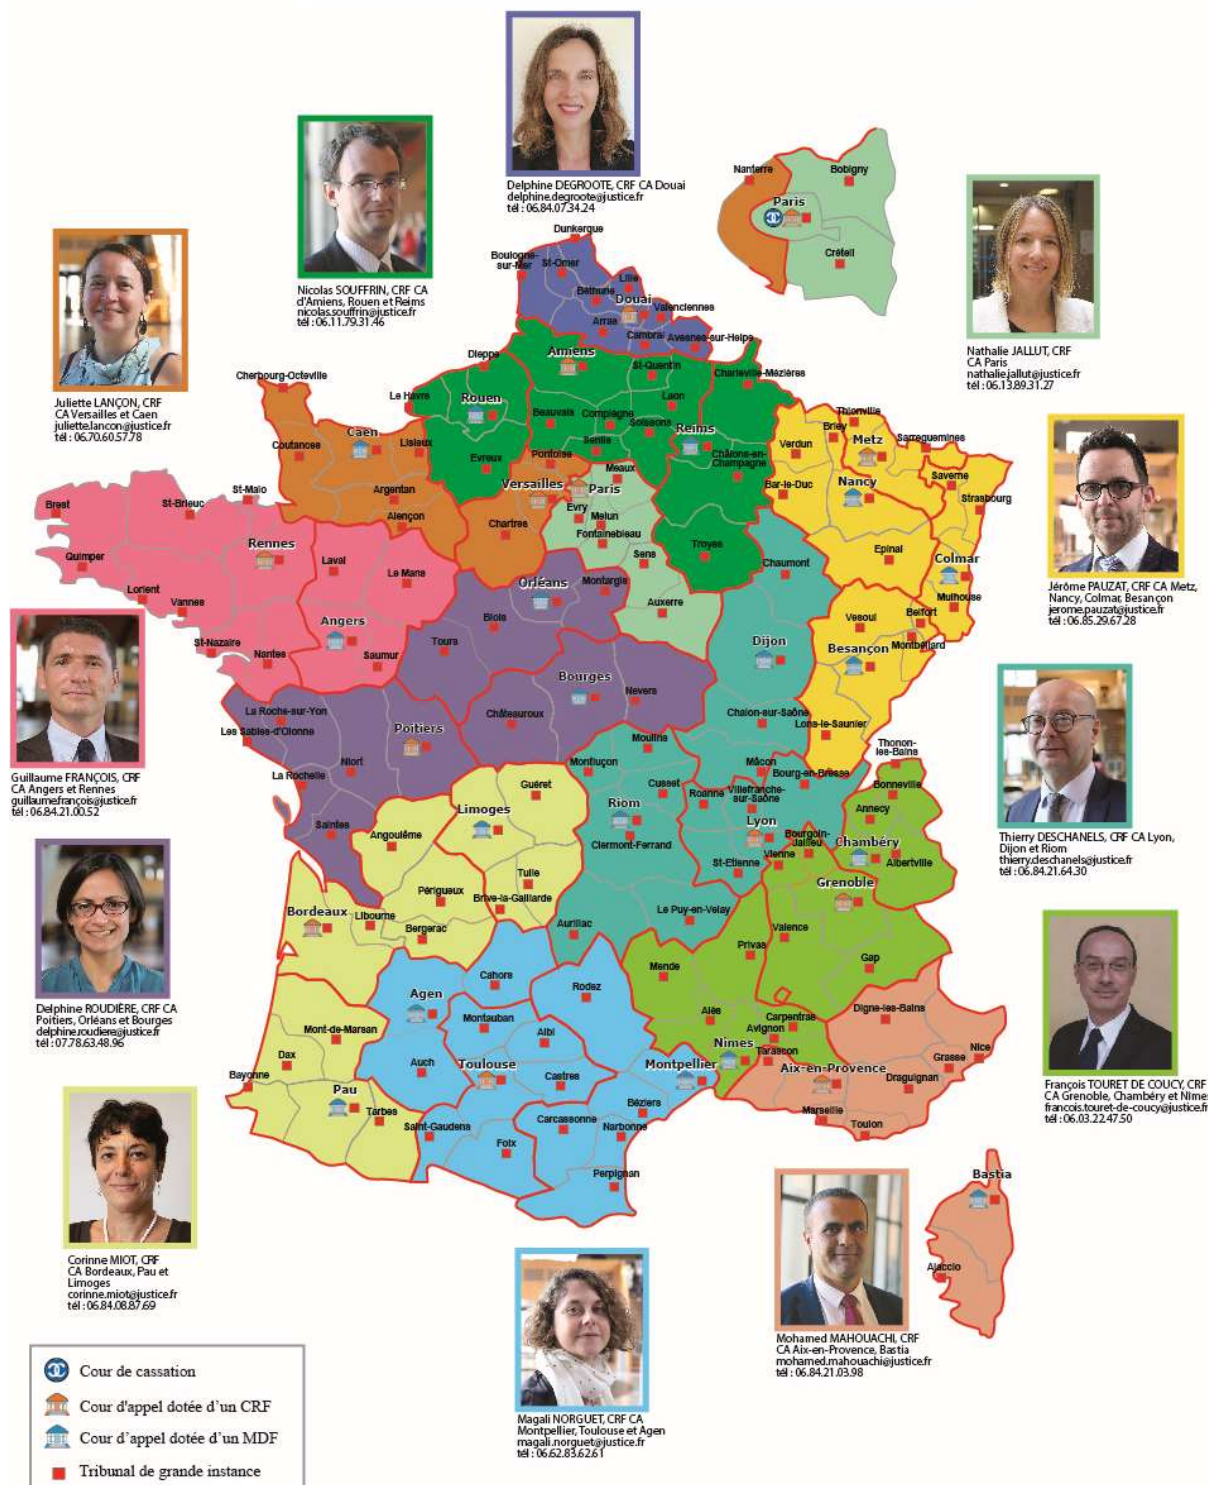 Delphine DEGROOTE, CRF CA Douai
delphine.degroote@justice.fr
tél : 06.84.07.34.24
Nicolas SOUFFRIN, CRF CA
d'Amiens, Rouen et Reims
nicolas.souffrin@justice.fr
tél : 06.11.79.31.46
Juliette LANÇON, CRF
CA Versailles et Caen
juliette.lancon@justice.fr
tél : 06.70.60.57.78
Nathalie JALLUT, CRF
CA Paris
nathalie.jallut@justice.fr
tél : 06.13.89.31.27
Nanterre
Bobigny
Paris
Créteil
Dunkerque
Boulogne-
sur-Mer
St-Omer
Lille
Béthune
Douai
Valenciennes
Arras
Cambrai
Avesnes-sur-Helpe
Amiens
Dieppe
St-Quentin
Charleville-Mézières
Cherbourg-Octeville
Le Havre
Rouen
Laon
Beauvais
Compiègne
Soissons
Reims
Thionville
Briey
Metz
Sarreguemines
Verdun
Coutances
Caen
Lisieux
Senlis
Evreux
Pontoise
Châlons-en-
Champagne
Meaux
Saverne
Strasbourg
Bar-le-Duc
Nancy
Versailles
Paris
Argentan
Alençon
Evry
Melun
Chartres
Fontainebleau
St-Malo
St-Brieuc
Brest
Quimper
Rennes
Laval
Le Mans
Sens
Troyes
Chaumont
Epinal
Colmar
Lorient
Vannes
Orléans
Montargis
Auxerre
Mulhouse
Belfort
Vesoul
Montbéliard
Angers
Blois
Tours
Dijon
Besançon
St-Nazaire
Nantes
Saumur
Bourges
Nevers
Châteauroux
La Roche-sur-Yon
Les Sables-d'Olonne
Poitiers
Chalon-sur-Saône
Lons-le-Saunier
Moulins
Montluçon
Niort
La Rochelle
Mâcon
Bourg-en-Bresse
Thonon-
les-Bains
Bonneville
Guéret
Cusset
Roanne
Villefranche-
sur-Saône
Annecy
Limoges
Riom
Lyon
Saintes
Angoulême
Clermont-Ferrand
Bourgoin-
Jallieu
Chambéry
Albertville
St-Etienne
Vienne
Tulle
Périgueux
Brive-la-Gaillarde
Grenoble
Bordeaux
Libourne
Bergerac
Aurillac
Le Puy-en-Velay
Valence
Privas
Gap
Mende
Cahors
Rodez
Agen
Montauban
Albi
Alès
Carpentras
Avignon
Digne-les-Bains
Mont-de-Marsan
Dax
Auch
Toulouse
Castres
Montpellier
Nimes
Tarascon
Aix-en-Provence
Nice
Grasse
Draguignan
Bayonne
Pau
Tarbes
Béziers
Saint-Gaudens
Carcassonne
Narbonne
Marseille
Toulon
Foix
Perpignan
Bastia
Ajaccio
Jérôme PAUZAT, CRF CA Metz,
Nancy, Colmar, Besançon
jerome.pauzat@justice.fr
tél : 06.85.29.67.28
Guillaume FRANÇOIS, CRF
CA Angers et Rennes
guillaume.françois@justice.fr
tél : 06.84.21.00.52
Thierry DESCHANELS, CRF CA Lyon,
Dijon et Riom
thierry.deschanels@justice.fr
tél : 06.84.21.64.30
Delphine ROUDIÈRE, CRF CA
Poitiers, Orléans et Bourges
delphine.roudiere@justice.fr
tél : 07.78.63.48.96
François TOURET DE COUCY, CRF
CA Grenoble, Chambéry et Nimes
francois.touret-de-coucy@justice.fr
tél : 06.03.22.47.50
Corinne MIOT, CRF
CA Bordeaux, Pau et
Limoges
corinne.miot@justice.fr
tél : 06.84.08.87.69
Mohamed MAHOUACHI, CRF
CA Aix-en-Provence, Bastia
mohamed.mahouachi@justice.fr
tél : 06.84.21.03.98
Magali NORGUET, CRF CA
Montpellier, Toulouse et Agen
magali.norguet@justice.fr
tél : 06.62.83.62.61
Cour de cassation
Cour d'appel dotée d'un CRF
Cour d'appel dotée d'un MDF
Tribunal de grande instance